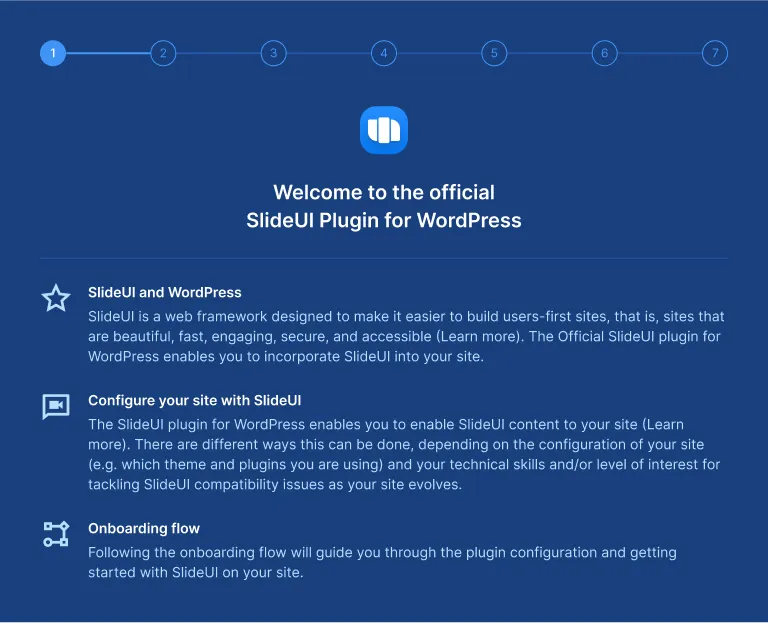 1 2 3 4 5 6 7
Welcome to the official
SlideUI Plugin for WordPress
SlideUI and WordPress
SlideUI is a web framework designed to make it easier to build users-first sites, that is, sites that
are beautiful, fast, engaging, secure, and accessible (Learn more). The Official SlideUI plugin for
WordPress enables you to incorporate SlideUI into your site.
Configure your site with SlideUI
The SlideUI plugin for WordPress enables you to enable SlideUI content to your site (Learn
more). There are different ways this can be done, depending on the configuration of your site
(e.g. which theme and plugins you are using) and your technical skills and/or level of interest for
tackling SlideUI compatibility issues as your site evolves.
Onboarding flow
Following the onboarding flow will guide you through the plugin configuration and getting
started with SlideUI on your site.